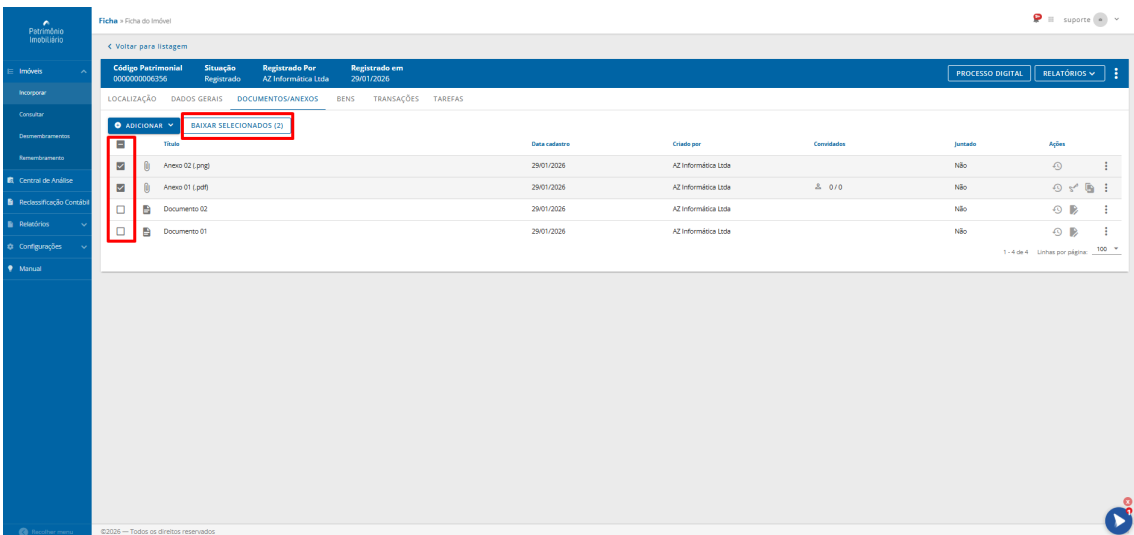 Patrimônio
Imobiliário
Ficha > Ficha do Imóvel
suporte
Voltar para listagem
Imóveis
Incorporar
Consultar
Desmembramentos
Remembramento
Central de Análise
Reclassificação Contábil
Relatórios
Configurações
Manual
Recolher menu
Código Patrimonial Situação Registrado Por Registrado em
0000000006356 Registrado AZ Informática Ltda 29/01/2026
PROCESSO DIGITAL RELATÓRIOS
LOCALIZAÇÃO DADOS GERAIS DOCUMENTOS/ANEXOS BENS TRANSAÇÕES TAREFAS
ADICIONAR BAIXAR SELECIONADOS (2)
Título Data cadastro Criado por Convidados Juntado Ações
Anexo 02 (.png) 29/01/2026 AZ Informática Ltda Não
Anexo 01 (.pdf) 29/01/2026 AZ Informática Ltda 0/0 Não
Documento 02 29/01/2026 AZ Informática Ltda Não
Documento 01 29/01/2026 AZ Informática Ltda Não
1 - 4 de 4 Linhas por página: 100
©2026 — Todos os direitos reservados